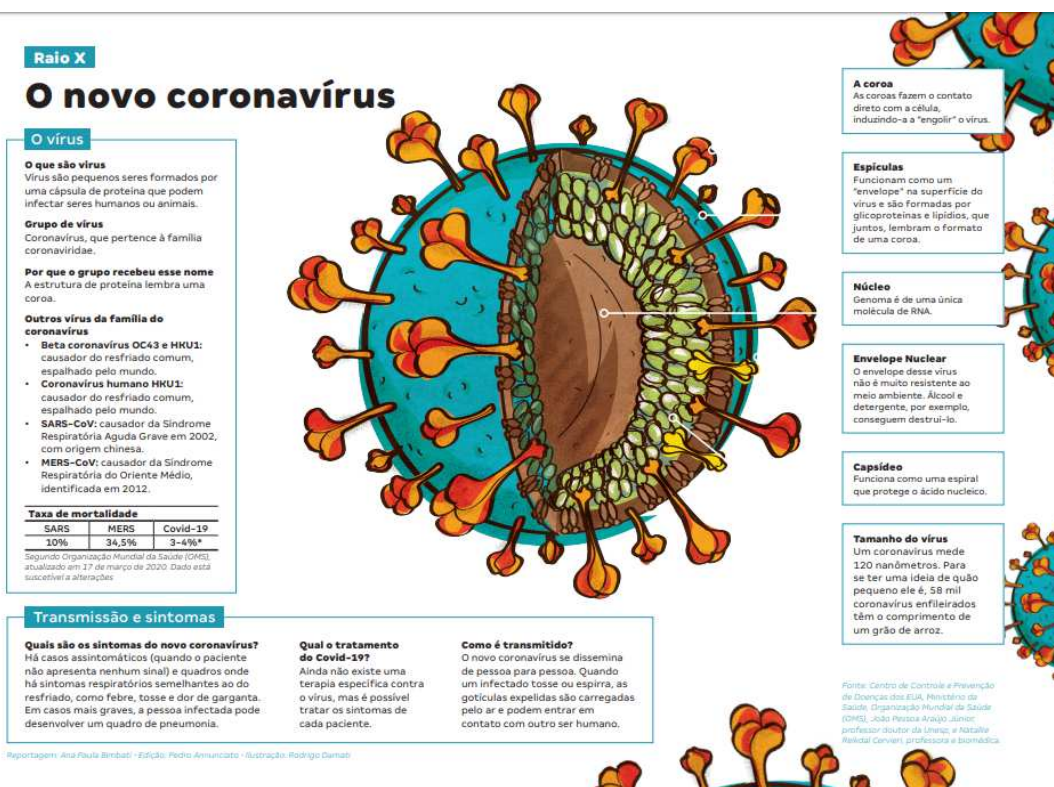 Raio X
O novo coronavírus
O vírus
O que são vírus
Vírus são pequenos seres formados por
uma cápsula de proteína que podem
infectar seres humanos ou animais.
Grupo de vírus
Coronavírus, que pertence à família
coronaviridae.
Por que o grupo recebeu esse nome
A estrutura de proteína lembra uma
coroa.
Outros vírus da família do
coronavírus
• Beta coronavírus OC43 e HKU1:
causador do resfriado comum,
espalhado pelo mundo.
• Coronavírus humano HKU1:
causador do resfriado comum,
espalhado pelo mundo.
• SARS-CoV: causador da Síndrome
Respiratória Aguda Grave em 2002,
com origem chinesa.
• MERS-CoV: causador da Síndrome
Respiratória do Oriente Médio,
identificada em 2012.
Taxa de mortalidade
SARS MERS Covid-19
10% 34,5% 3-4%*
Segundo Organização Mundial da Saúde (OMS),
atualizado em 17 de março de 2020. Dado está
suscetível a alterações
Transmissão e sintomas
Quais são os sintomas do novo coronavírus?
Há casos assintomáticos (quando o paciente
não apresenta nenhum sinal) e quadros onde
há sintomas respiratórios semelhantes ao do
resfriado, como febre, tosse e dor de garganta.
Em casos mais graves, a pessoa infectada pode
desenvolver um quadro de pneumonia.
Qual o tratamento
do Covid-19?
Ainda não existe uma
terapia específica contra
o vírus, mas é possível
tratar os sintomas de
cada paciente.
Como é transmitido?
O novo coronavírus se dissemina
de pessoa para pessoa. Quando
um infectado tosse ou espirra, as
gotículas expelidas são carregadas
pelo ar e podem entrar em
contato com outro ser humano.
Reportagem: Ana Paula Bimbati • Edição: Pedro Annunciato • Ilustração: Rodrigo Damati
A coroa
As coroas fazem o contato
direto com a célula,
induzindo-a a "engolir" o vírus.
Espículas
Funcionam como um
"envelope" na superfície do
vírus e são formadas por
glicoproteínas e lipídios, que
juntos, lembram o formato
de uma coroa.
Núcleo
Genoma é de uma única
molécula de RNA.
Envelope Nuclear
O envelope desse vírus
não é muito resistente ao
meio ambiente. Álcool e
detergente, por exemplo,
conseguem destruí-lo.
Capsídeo
Funciona como uma espiral
que protege o ácido nucleico.
Tamanho do vírus
Um coronavírus mede
120 nanômetros. Para
se ter uma ideia de quão
pequeno ele é, 58 mil
coronavírus enfileirados
têm o comprimento de
um grão de arroz.
Fonte: Centro de Controle e Prevenção
de Doenças dos EUA, Ministério da
Saúde, Organização Mundial da Saúde
(OMS), João Pessoa Araújo Júnior,
professor doutor da Unesp, e Natallie
Reikdal Cervieri, professora e biomédica.